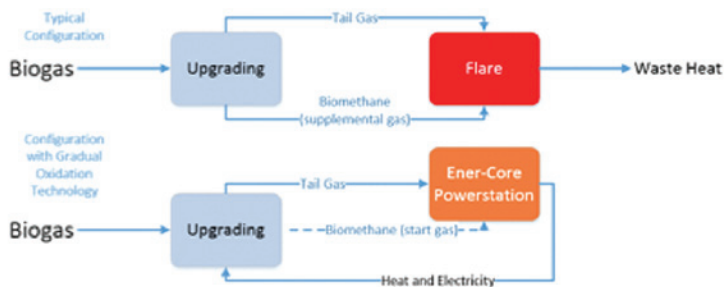 Typical
Configuration
Biogas
Upgrading
Tail Gas
Biomethane
(supplemental gas)
Flare
Waste Heat
Configuration
with Gradual
Oxidation
Technology
Biogas
Upgrading
Tail Gas
Biomethane (start gas)
Ener-Core
Powerstation
Heat and Electricity